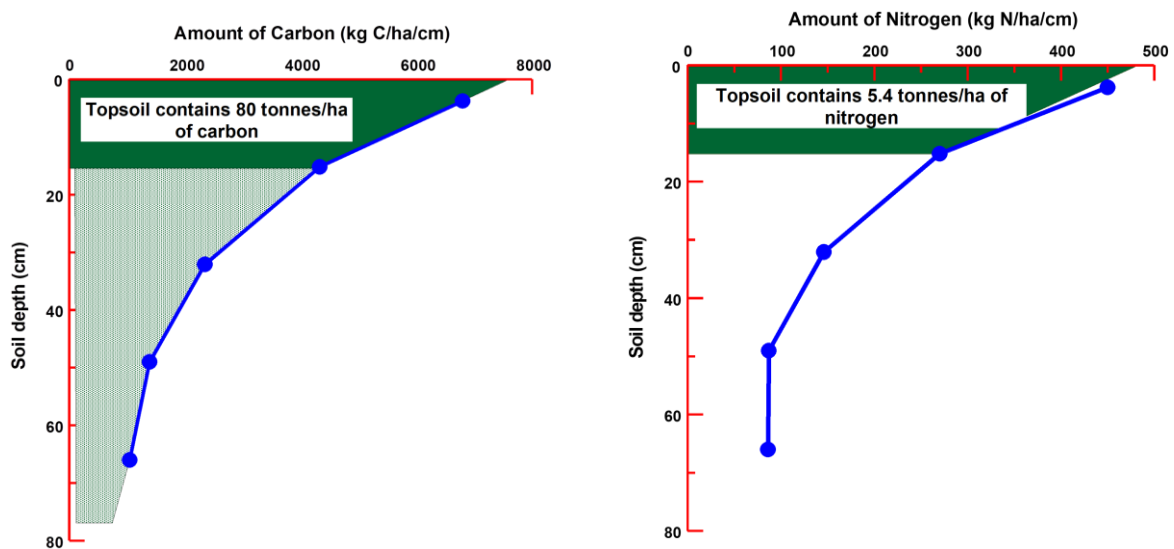 Amount of Carbon (kg C/ha/cm)
0 2000 4000 6000 8000
0
20
40
60
80
Soil depth (cm)
Topsoil contains 80 tonnes/ha
of carbon
Amount of Nitrogen (kg N/ha/cm)
0 100 200 300 400 500
0
20
40
60
80
Soil depth (cm)
Topsoil contains 5.4 tonnes/ha of
nitrogen